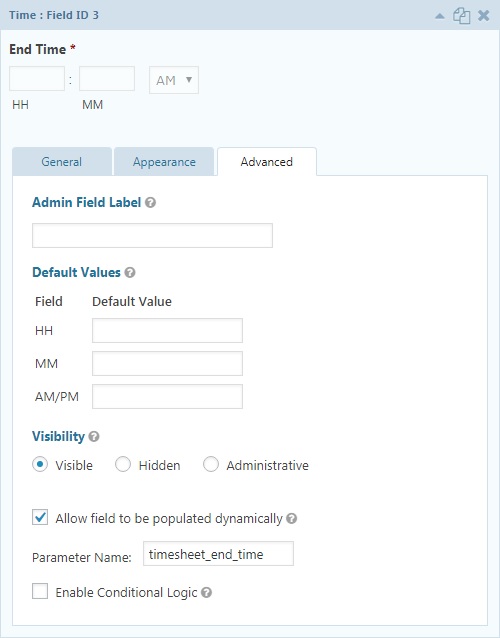 Time : Field ID 3
End Time *
: AM
HH MM
General Appearance Advanced
Admin Field Label
Default Values
Field Default Value
HH
MM
AM/PM
Visibility
Visible Hidden Administrative
Allow field to be populated dynamically
Parameter Name: timesheet_end_time
Enable Conditional Logic